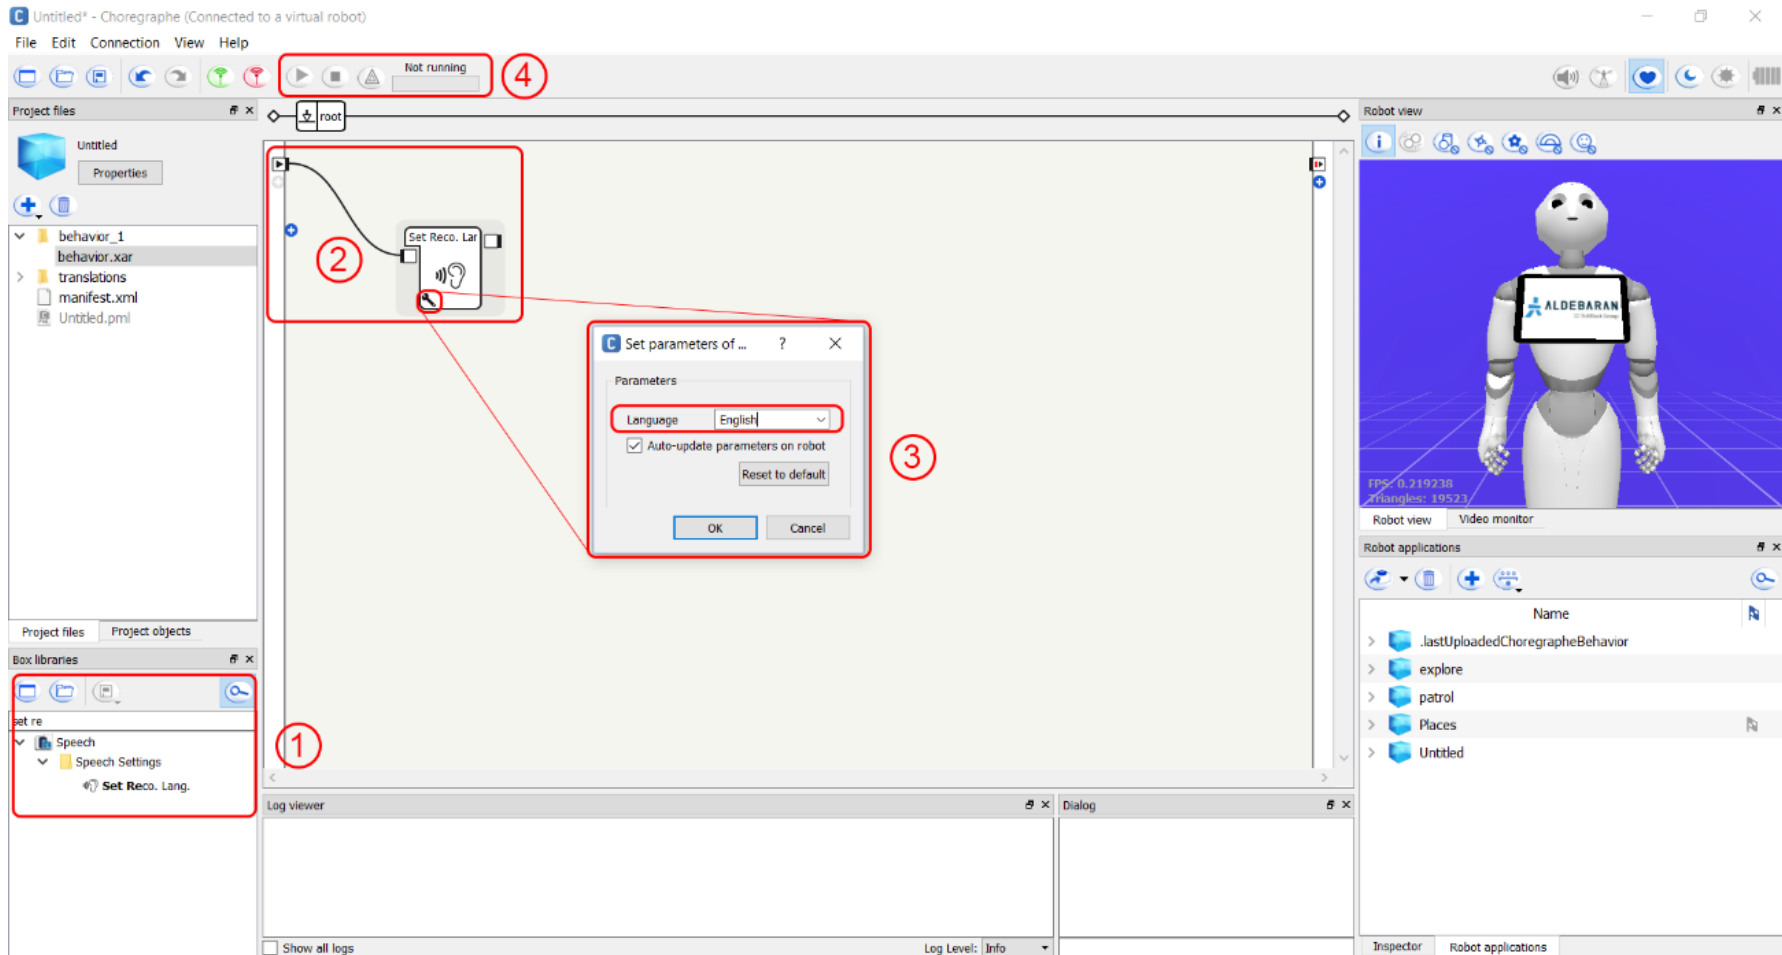 Untitled* - Choregraphe (Connected to a virtual robot)
File Edit Connection View Help
Not running
4
Project files
root
Robot view
Untitled
Properties
behavior_1
behavior.xar
translations
manifest.xml
Untitled.pml
Set Reco. Lar
2
ALDEBARAN
Set parameters of ... ?
Parameters
Language English
Auto-update parameters on robot
Reset to default
OK Cancel
3
FPS: 0.219238
Triangles: 19523
Robot view Video monitor
Robot applications
Name
.lastUploadedChoregrapheBehavior
explore
patrol
Places
Untitled
Project files Project objects
Box libraries
set re
Speech
Speech Settings
Set Reco. Lang.
1
Log viewer
Dialog
Show all logs
Log Level: Info
Inspector Robot applications